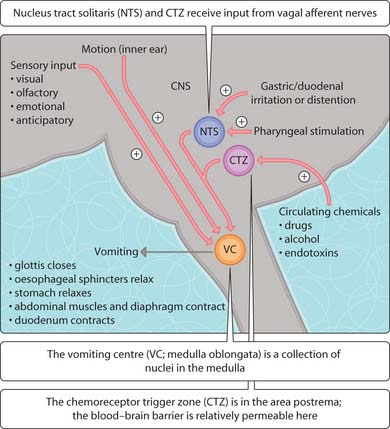 Nucleus tract solitaris (NTS) and CTZ receive input from vagal afferent nerves
Motion (inner ear)
Sensory input
• visual
• olfactory
• emotional
• anticipatory
CNS
Gastric/duodenal
irritation or distention
NTS
Pharyngeal stimulation
CTZ
Circulating chemicals
• drugs
• alcohol
• endotoxins
VC
Vomiting
• glottis closes
• oesophageal sphincters relax
• stomach relaxes
• abdominal muscles and diaphragm contract
• duodenum contracts
+
+
+
+
+
The vomiting centre (VC; medulla oblongata) is a collection
of nuclei in the medulla
The chemoreceptor trigger zone (CTZ) is in the area postrema;
the blood–brain barrier is relatively permeable here